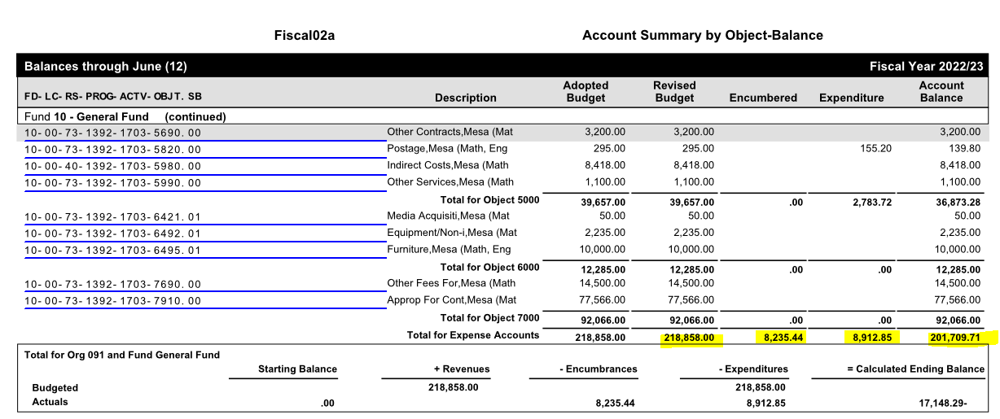 Fiscal02a Account Summary by Object-Balance
Balances through June (12) Fiscal Year 2022/23
Adopted Revised Account
FD- LC- RS- PROG- ACTV- OBJT. SB Description Budget Budget Encumbered Expenditure Balance
Fund 10 - General Fund (continued)
10- 00- 73- 1392- 1703- 5690. 00 Other Contracts,Mesa (Mat 3,200.00 3,200.00 3,200.00
10- 00- 73- 1392- 1703- 5820. 00 Postage,Mesa (Math, Eng 295.00 295.00 155.20 139.80
10- 00- 40- 1392- 1703- 5980. 00 Indirect Costs,Mesa (Math 8,418.00 8,418.00 8,418.00
10- 00- 73- 1392- 1703- 5990. 00 Other Services,Mesa (Math 1,100.00 1,100.00 1,100.00
Total for Object 5000 39,657.00 39,657.00 .00 2,783.72 36,873.28
10- 00- 73- 1392- 1703- 6421. 01 Media Acquisiti,Mesa (Mat 50.00 50.00 50.00
10- 00- 73- 1392- 1703- 6492. 01 Equipment/Non-i,Mesa (Mat 2,235.00 2,235.00 2,235.00
10- 00- 73- 1392- 1703- 6495. 01 Furniture,Mesa (Math, Eng 10,000.00 10,000.00 10,000.00
Total for Object 6000 12,285.00 12,285.00 .00 .00 12,285.00
10- 00- 73- 1392- 1703- 7690. 00 Other Fees For,Mesa (Math 14,500.00 14,500.00 14,500.00
10- 00- 73- 1392- 1703- 7910. 00 Approp For Cont,Mesa (Mat 77,566.00 77,566.00 77,566.00
Total for Object 7000 92,066.00 92,066.00 .00 .00 92,066.00
Total for Expense Accounts 218,858.00 218,858.00 8,235.44 8,912.85 201,709.71
Total for Org 091 and Fund General Fund
Starting Balance + Revenues - Encumbrances - Expenditures = Calculated Ending Balance
Budgeted 218,858.00 218,858.00
Actuals .00 8,235.44 8,912.85 17,148.29-